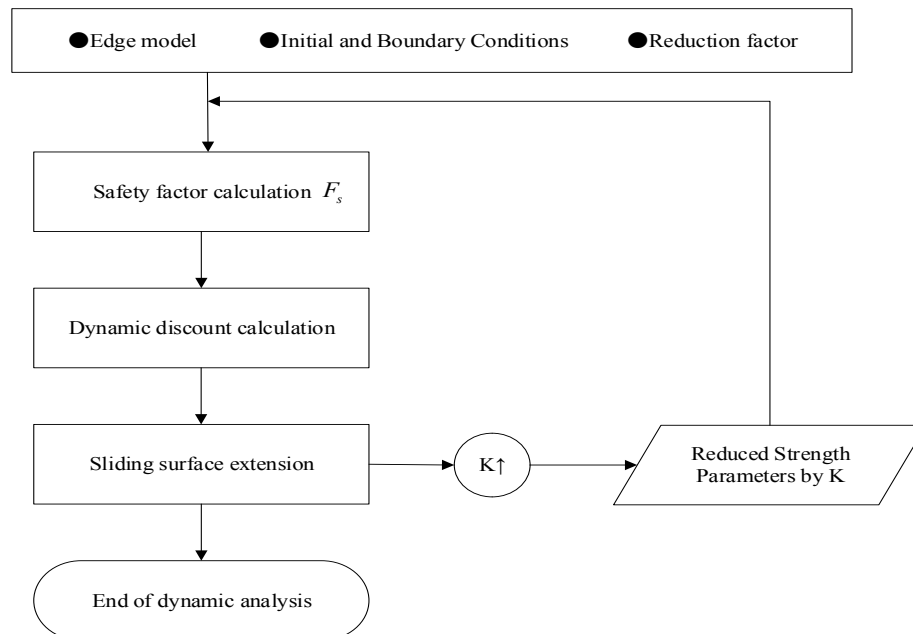 ●Edge model ●Initial and Boundary Conditions ●Reduction factor
Safety factor calculation F_s
Dynamic discount calculation
Sliding surface extension
K↑
Reduced Strength
Parameters by K
End of dynamic analysis